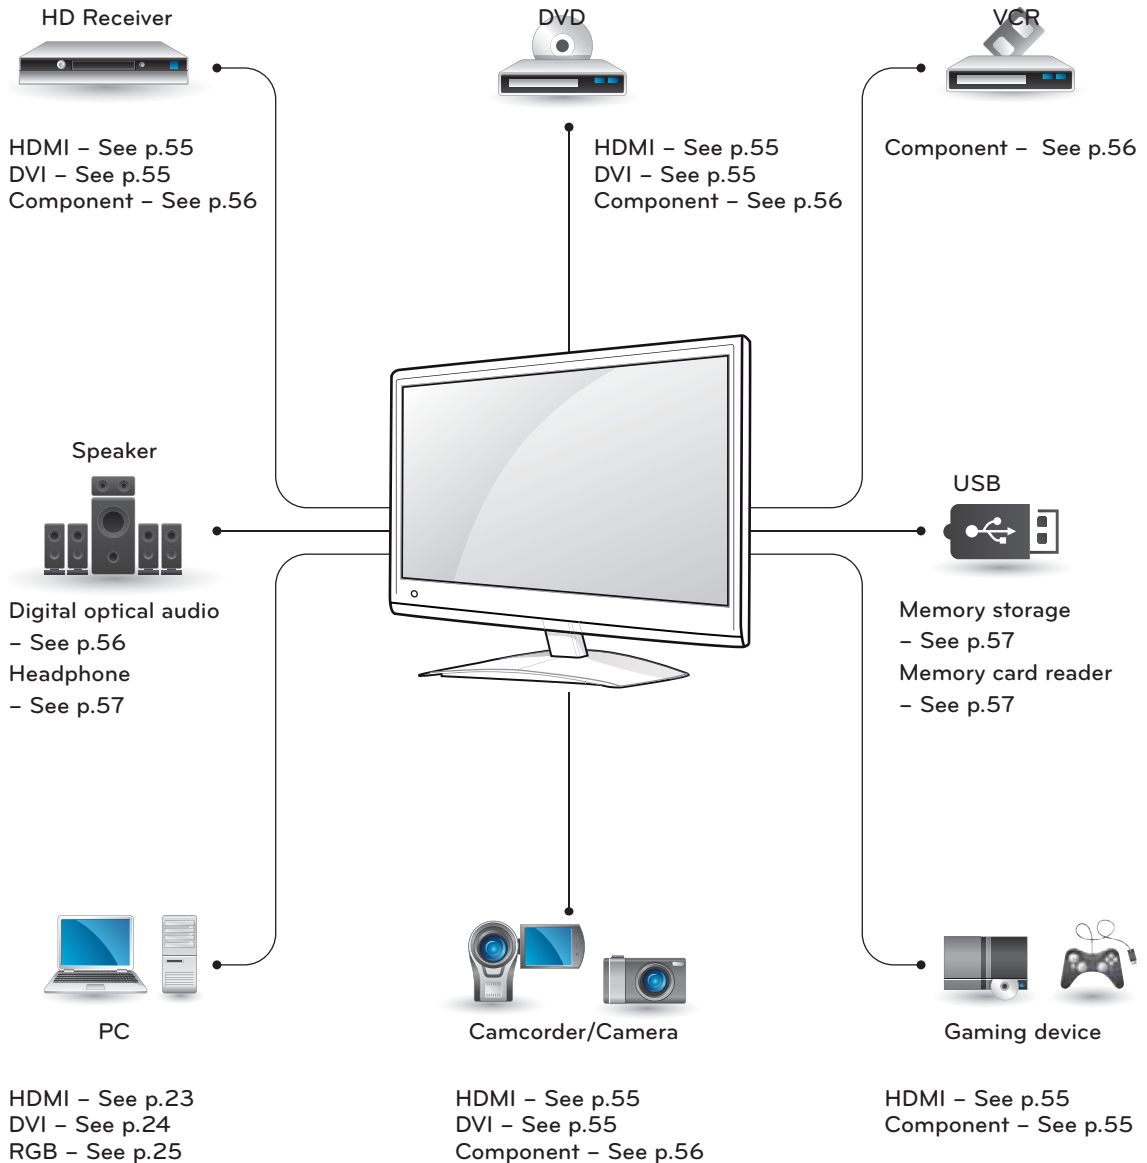 HD Receiver
HDMI – See p.55
DVI – See p.55
Component – See p.56
DVD
HDMI – See p.55
DVI – See p.55
Component – See p.56
VCR
Component – See p.56
Speaker
Digital optical audio
– See p.56
Headphone
– See p.57
USB
Memory storage
– See p.57
Memory card reader
– See p.57
PC
HDMI – See p.23
DVI – See p.24
RGB – See p.25
Camcorder/Camera
HDMI – See p.55
DVI – See p.55
Component – See p.56
Gaming device
HDMI – See p.55
Component – See p.55